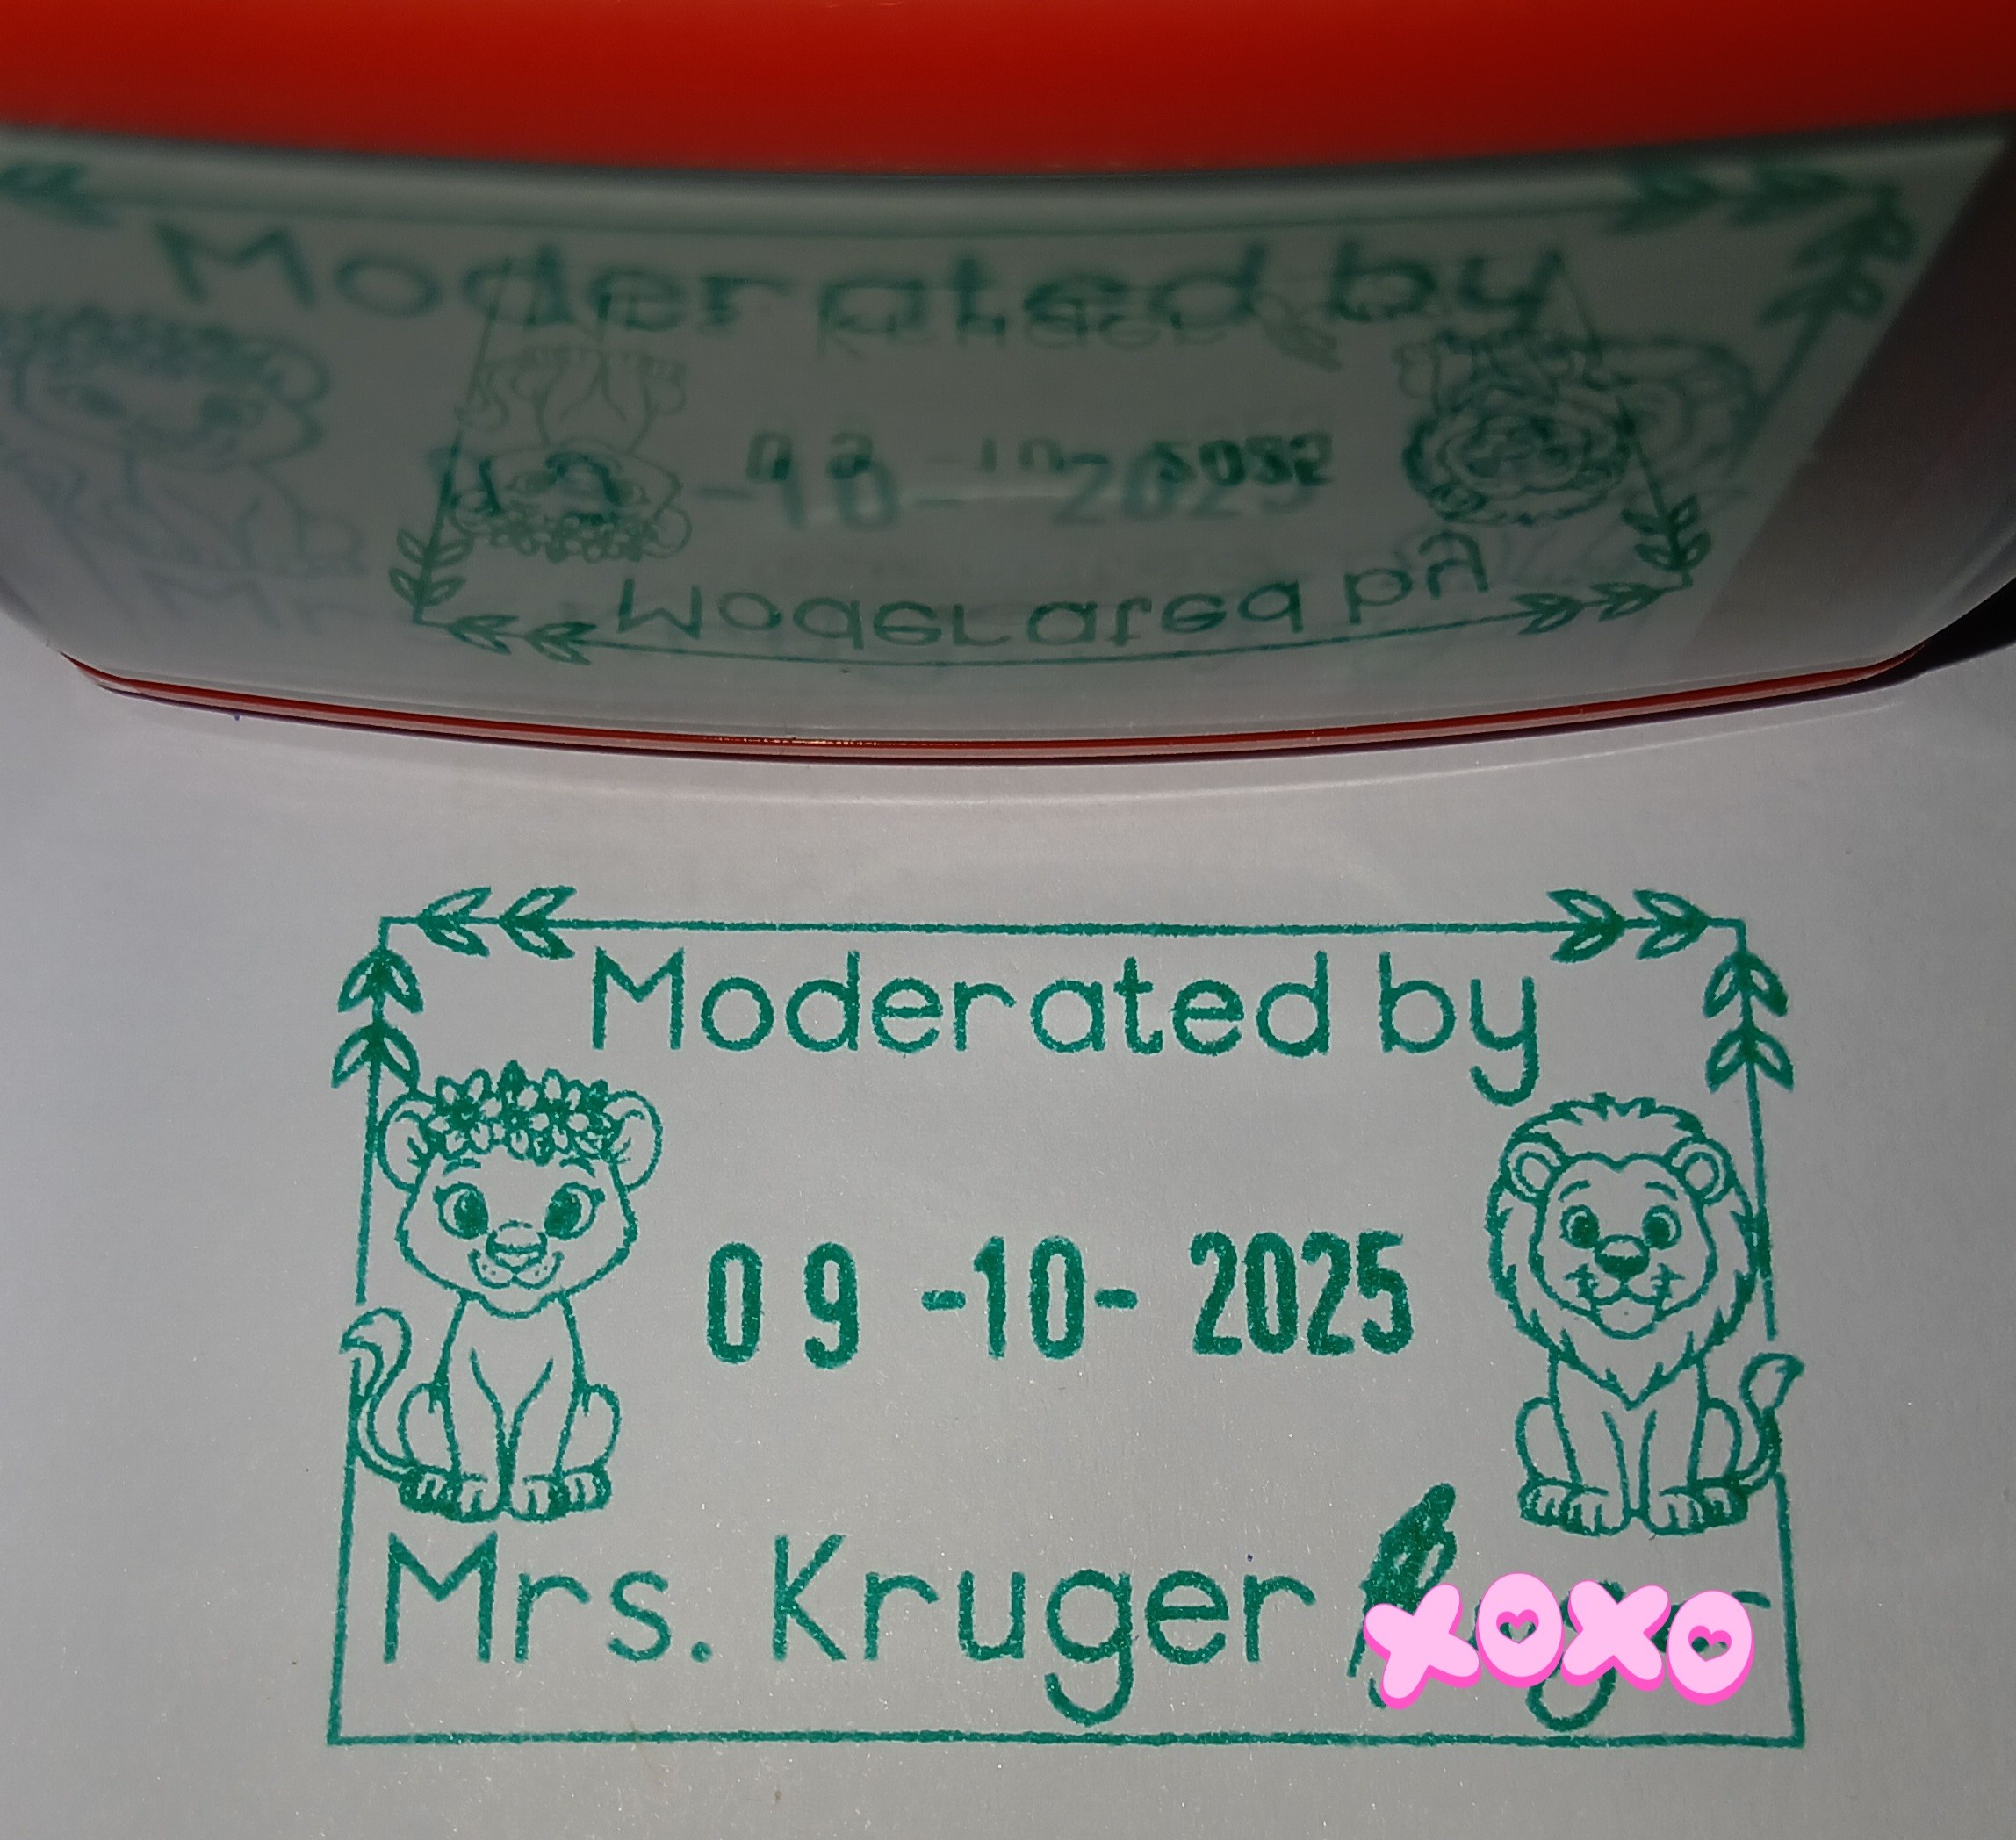 Moderated by
09 -10- 2025
Mrs. Kruger
xoxo